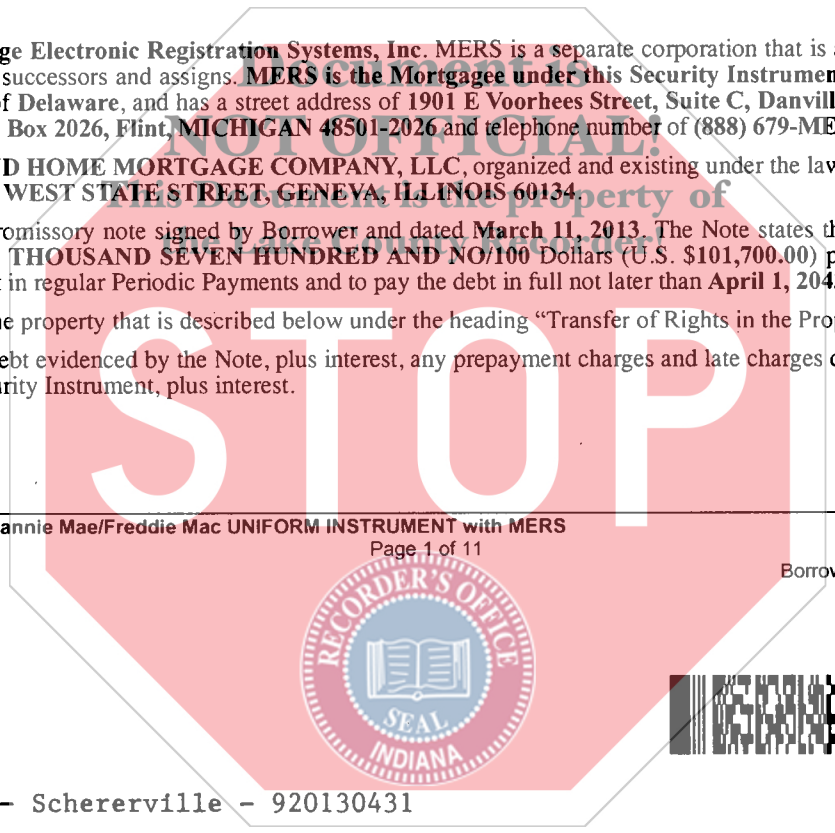 ge Electronic Registration Systems, Inc. MERS is a separate corporation that is
successors and assigns. MERS is the Mortgagee under this Security Instrumen
of Delaware, and has a street address of 1901 E Voorhees Street, Suite C, Danvill
Box 2026, Flint, MICHIGAN 48501-2026 and telephone number of (888) 679-ME
D HOME MORTGAGE COMPANY, LLC, organized and existing under the law
WEST STATE STREET, GENEVA, ILLINOIS 60134.
romissory note signed by Borrower and dated March 11, 2013. The Note states th
THOUSAND SEVEN HUNDRED AND NO/100 Dollars (U.S. $101,700.00) p
t in regular Periodic Payments and to pay the debt in full not later than April 1, 204
e property that is described below under the heading “Transfer of Rights in the Prop
ebt evidenced by the Note, plus interest, any prepayment charges and late charges d
rity Instrument, plus interest.
Document is
NOT OFFICIAL!
This Document is the property of
the Lake County Recorder!
STOP
annie Mae/Freddie Mac UNIFORM INSTRUMENT with MERS
Page 1 of 11
Borrow
RECORDER'S OFFICE
SEAL
INDIANA
- Schererville - 920130431